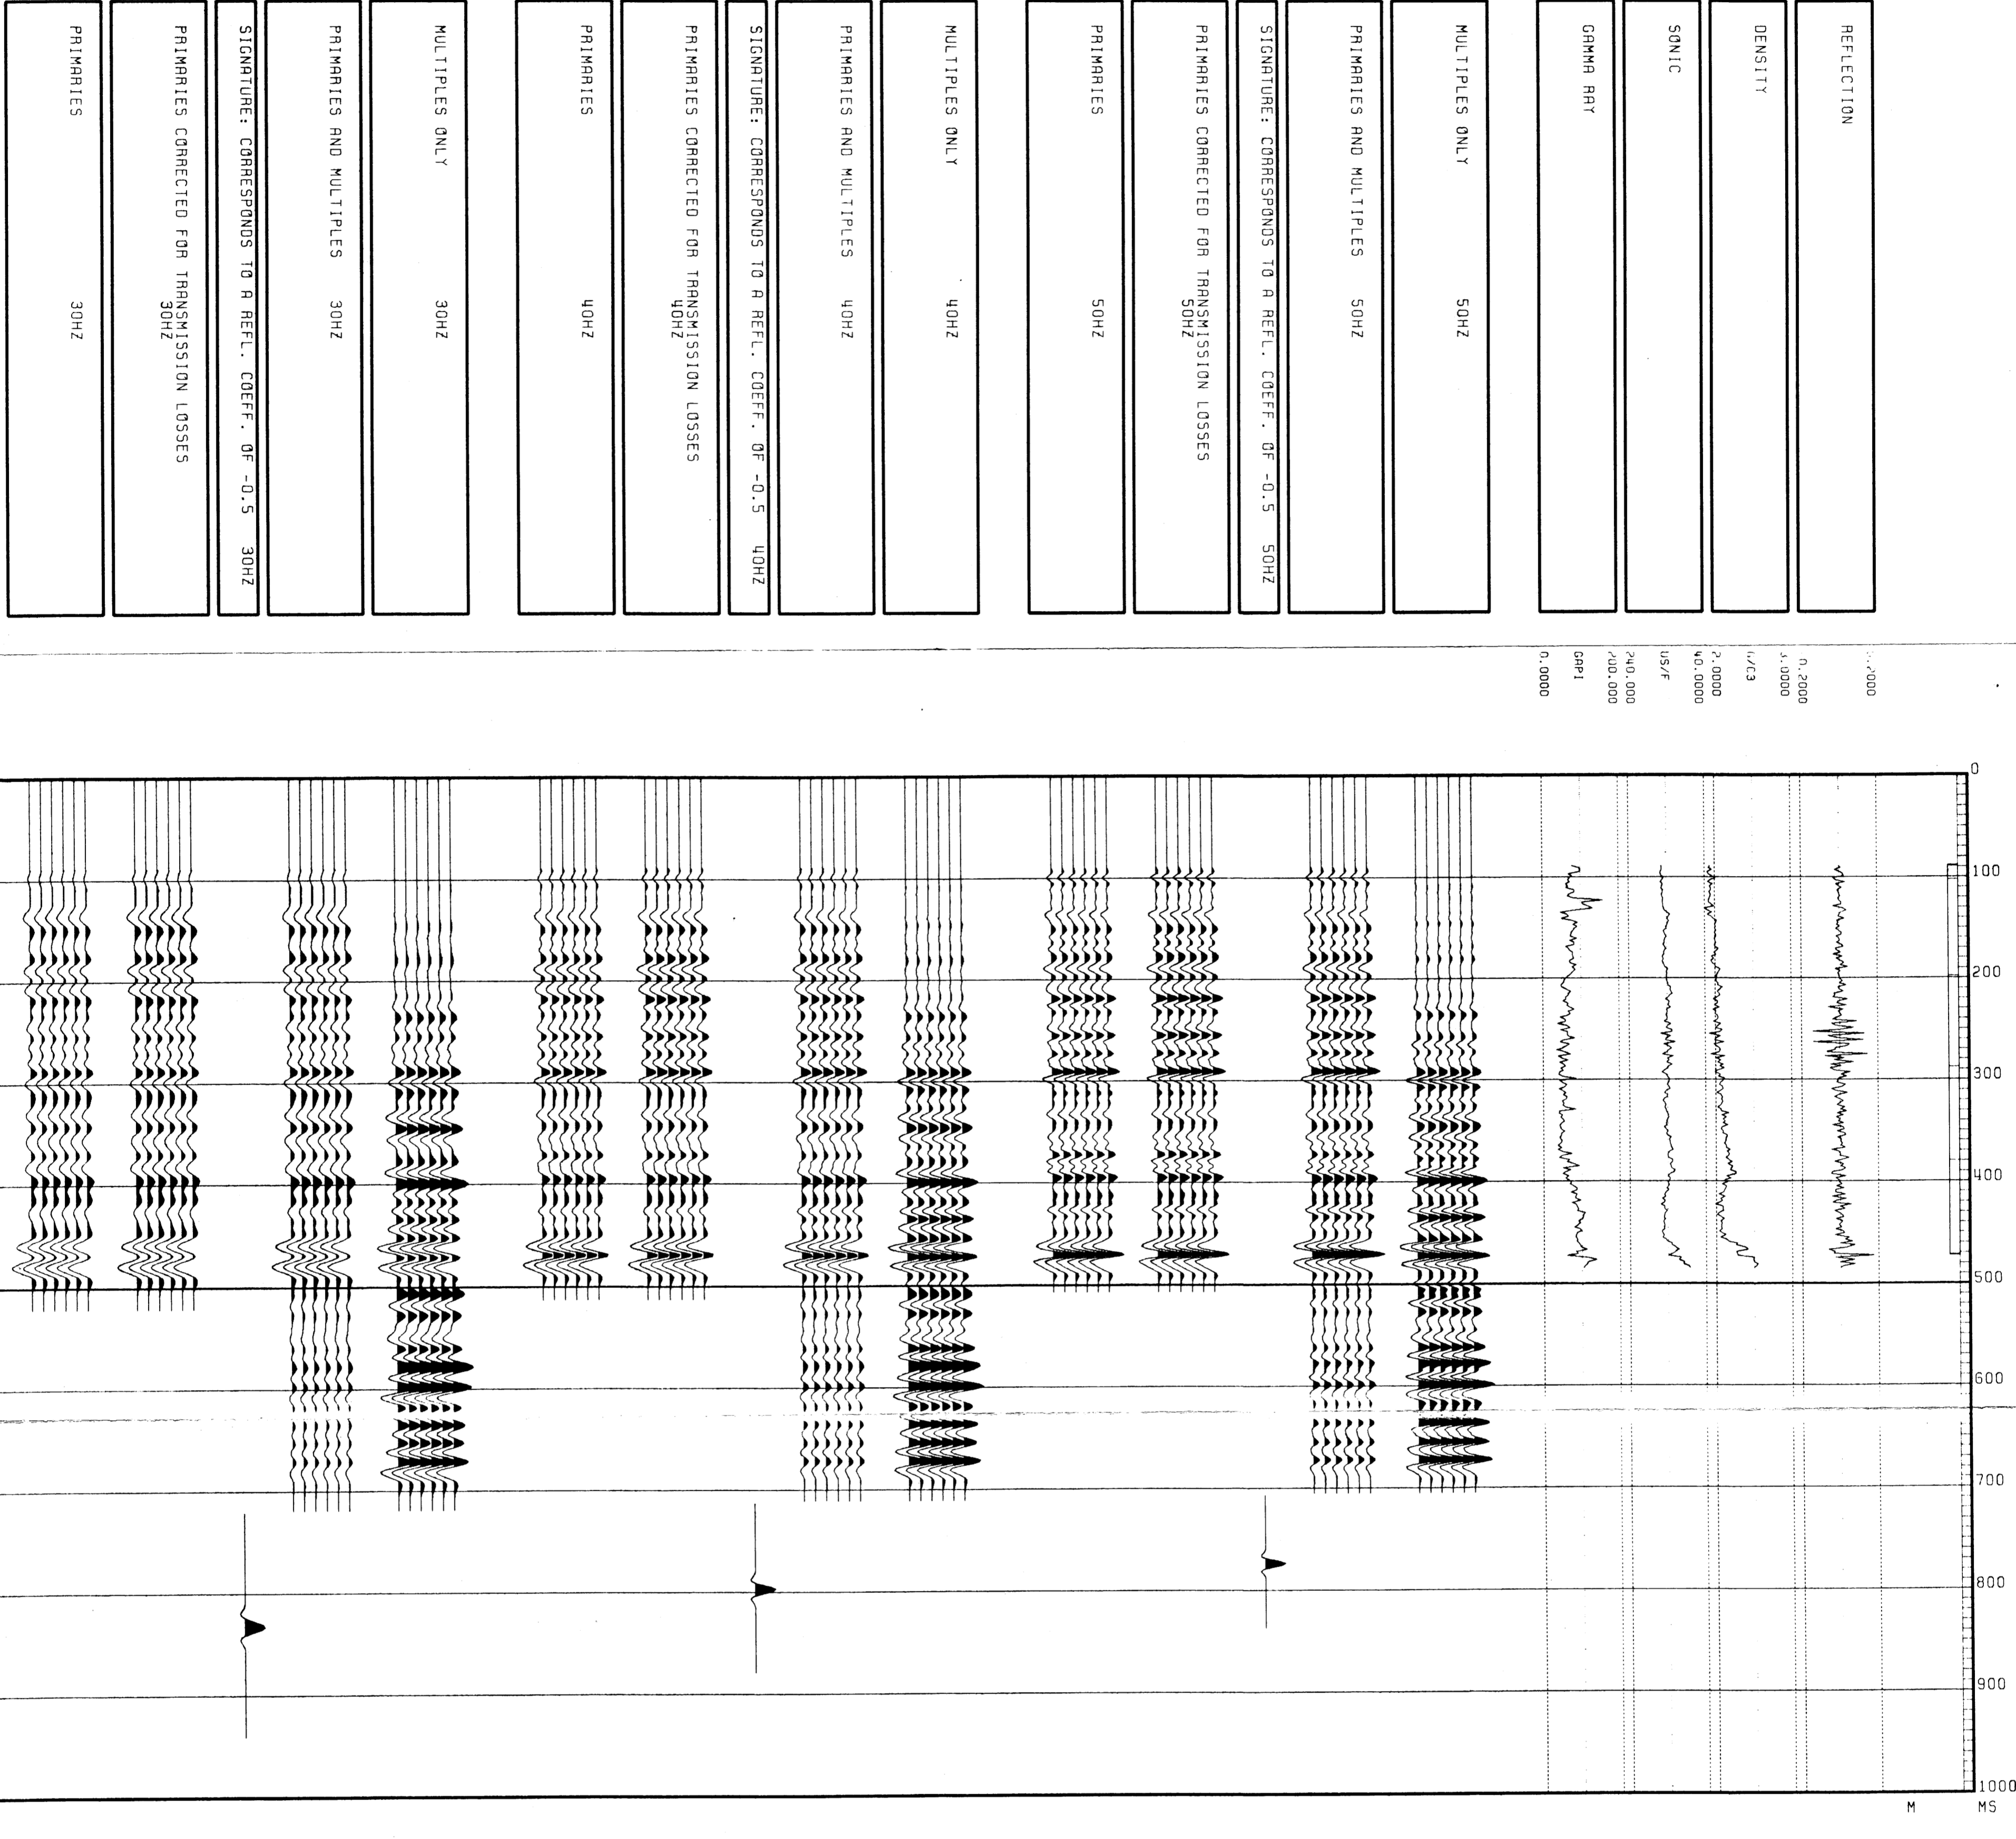 PRIMARIES 30HZ
PRIMARIES CORRECTED FOR TRANSMISSION LOSSES
30HZ
SIGNATURE: CORRESPONDS TO A REFL. COEFF. OF -0.5 30HZ
PRIMARIES AND MULTIPLES 30HZ
MULTIPLES ONLY 30HZ
PRIMARIES 40HZ
PRIMARIES CORRECTED FOR TRANSMISSION LOSSES
40HZ
SIGNATURE: CORRESPONDS TO A REFL. COEFF. OF -0.5 40HZ
PRIMARIES AND MULTIPLES 40HZ
MULTIPLES ONLY 40HZ
PRIMARIES 50HZ
PRIMARIES CORRECTED FOR TRANSMISSION LOSSES
50HZ
SIGNATURE: CORRESPONDS TO A REFL. COEFF. OF -0.5 50HZ
PRIMARIES AND MULTIPLES 50HZ
MULTIPLES ONLY 50HZ
GAMMA RAY
SONIC
DENSITY
REFLECTION
0.0000
GAPI
200.000
240.000
US/F
40.0000
2.0000
G/C3
3.0000
0.2000
0
100
200
300
400
500
600
700
800
900
1000
M MS